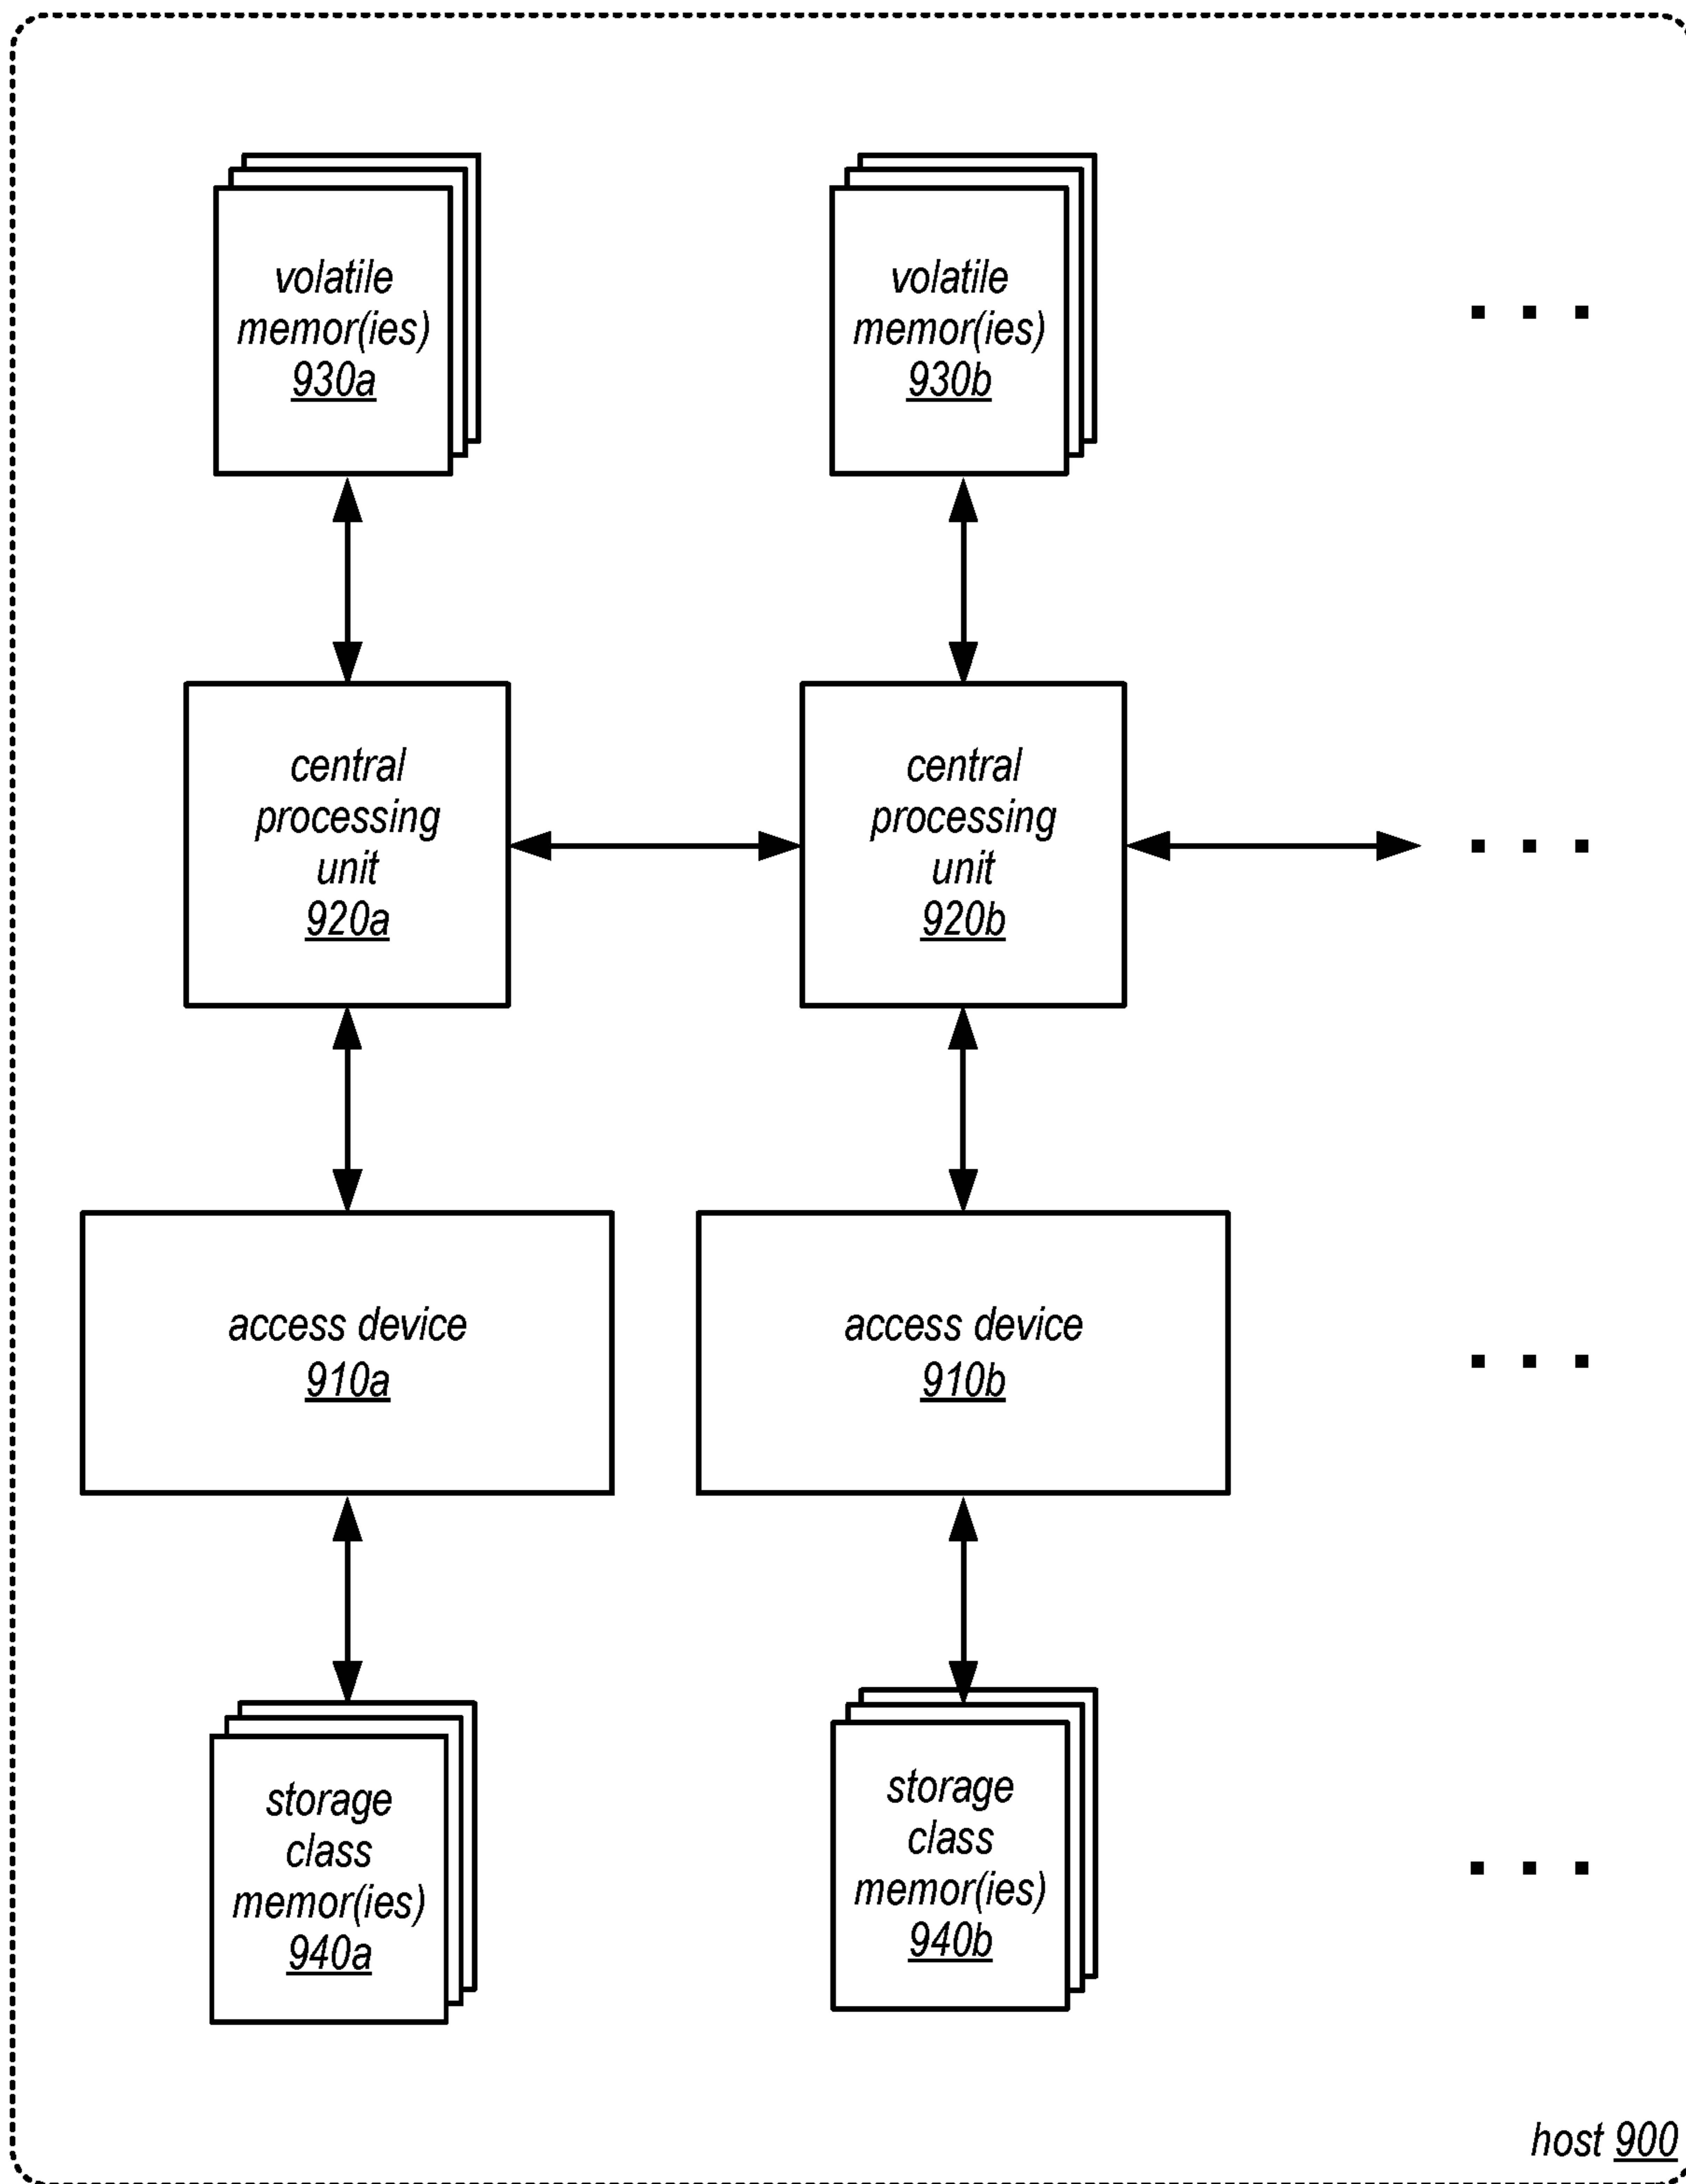 volatile
memor(ies)
930a
volatile
memor(ies)
930b
. . .
central
processing
unit
920a
central
processing
unit
920b
. . .
access device
910a
access device
910b
. . .
storage
class
memor(ies)
940a
storage
class
memor(ies)
940b
. . .
host 900